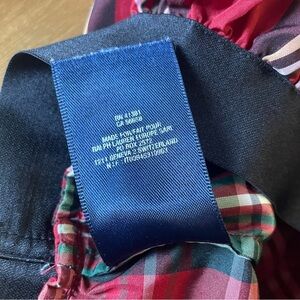 RN 41381
CA 56658
MADE FOR/FAIT POUR
RALPH LAUREN EUROPE SARL
PO BOX 2572
1211 GENEVA 2 SWITZERLAND
N.I.F.